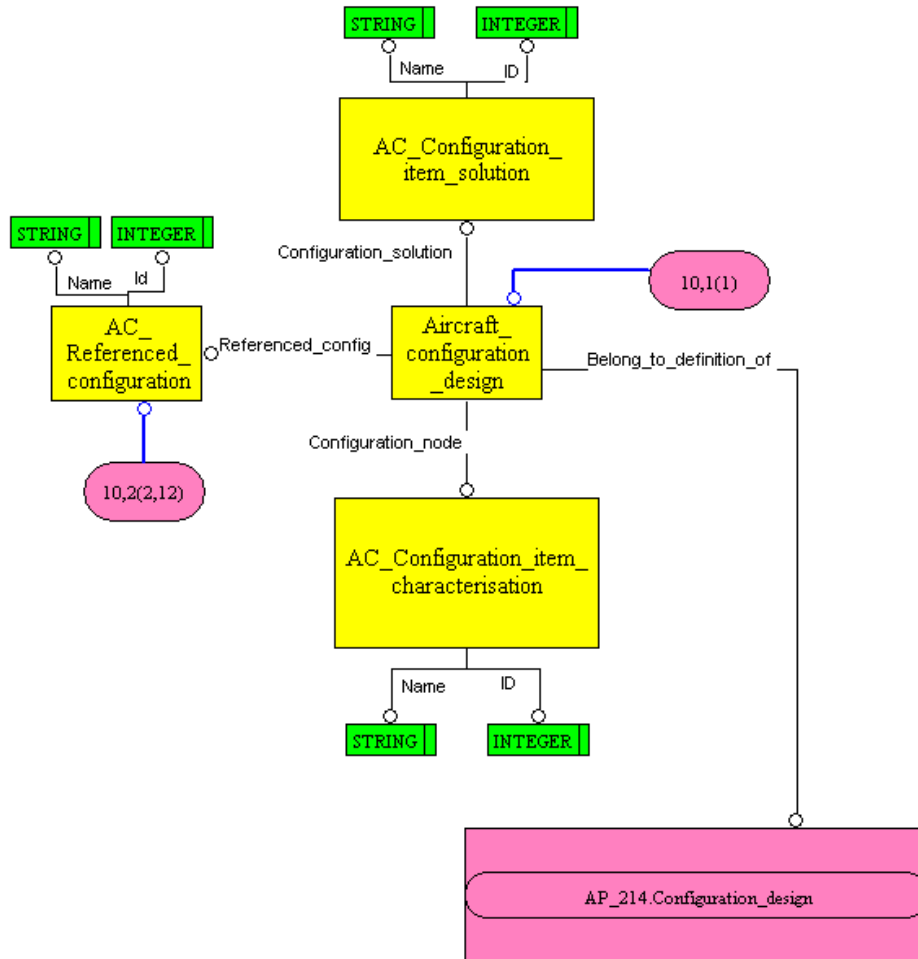 STRING INTEGER
Name ID
AC_Configuration_
item_solution
STRING INTEGER
Configuration_solution
Name Id
10,1(1)
AC_
Referenced_
configuration
Referenced_config
Aircraft_
configuration
_design
Belong_to_definition_of
Configuration_node
10,2(2,12)
AC_Configuration_item_
characterisation
Name ID
STRING INTEGER
AP_214.Configuration_design